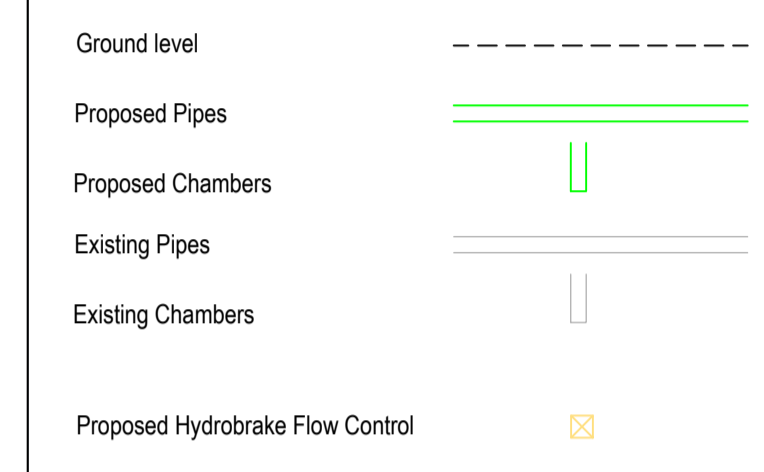 Ground level
Proposed Pipes
Proposed Chambers
Existing Pipes
Existing Chambers
Proposed Hydrobrake Flow Control